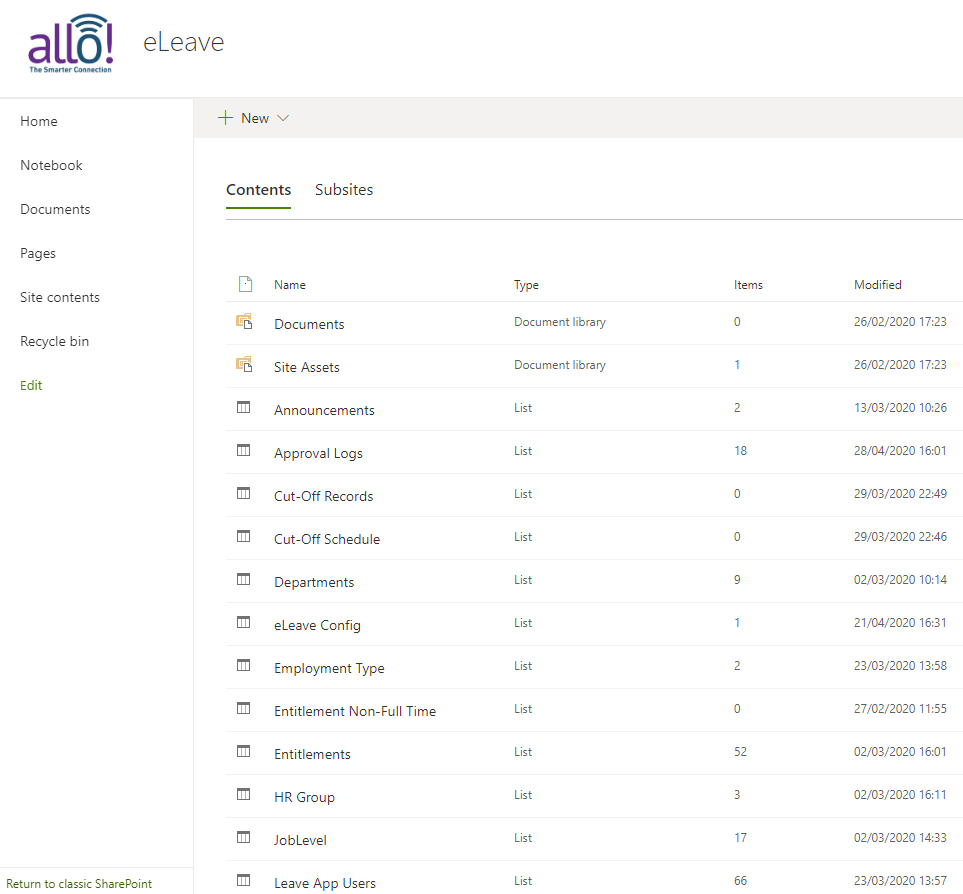 allo!
The Smarter Connection
eLeave
Home
Notebook
Documents
Pages
Site contents
Recycle bin
Edit
Return to classic SharePoint
New
Contents Subsites
Name Type Items Modified
Documents Document library 0 26/02/2020 17:23
Site Assets Document library 1 26/02/2020 17:23
Announcements List 2 13/03/2020 10:26
Approval Logs List 18 28/04/2020 16:01
Cut-Off Records List 0 29/03/2020 22:49
Cut-Off Schedule List 0 29/03/2020 22:46
Departments List 9 02/03/2020 10:14
eLeave Config List 1 21/04/2020 16:31
Employment Type List 2 23/03/2020 13:58
Entitlement Non-Full Time List 0 27/02/2020 11:55
Entitlements List 52 02/03/2020 16:01
HR Group List 3 02/03/2020 16:11
JobLevel List 17 02/03/2020 14:33
Leave App Users List 66 23/03/2020 13:57